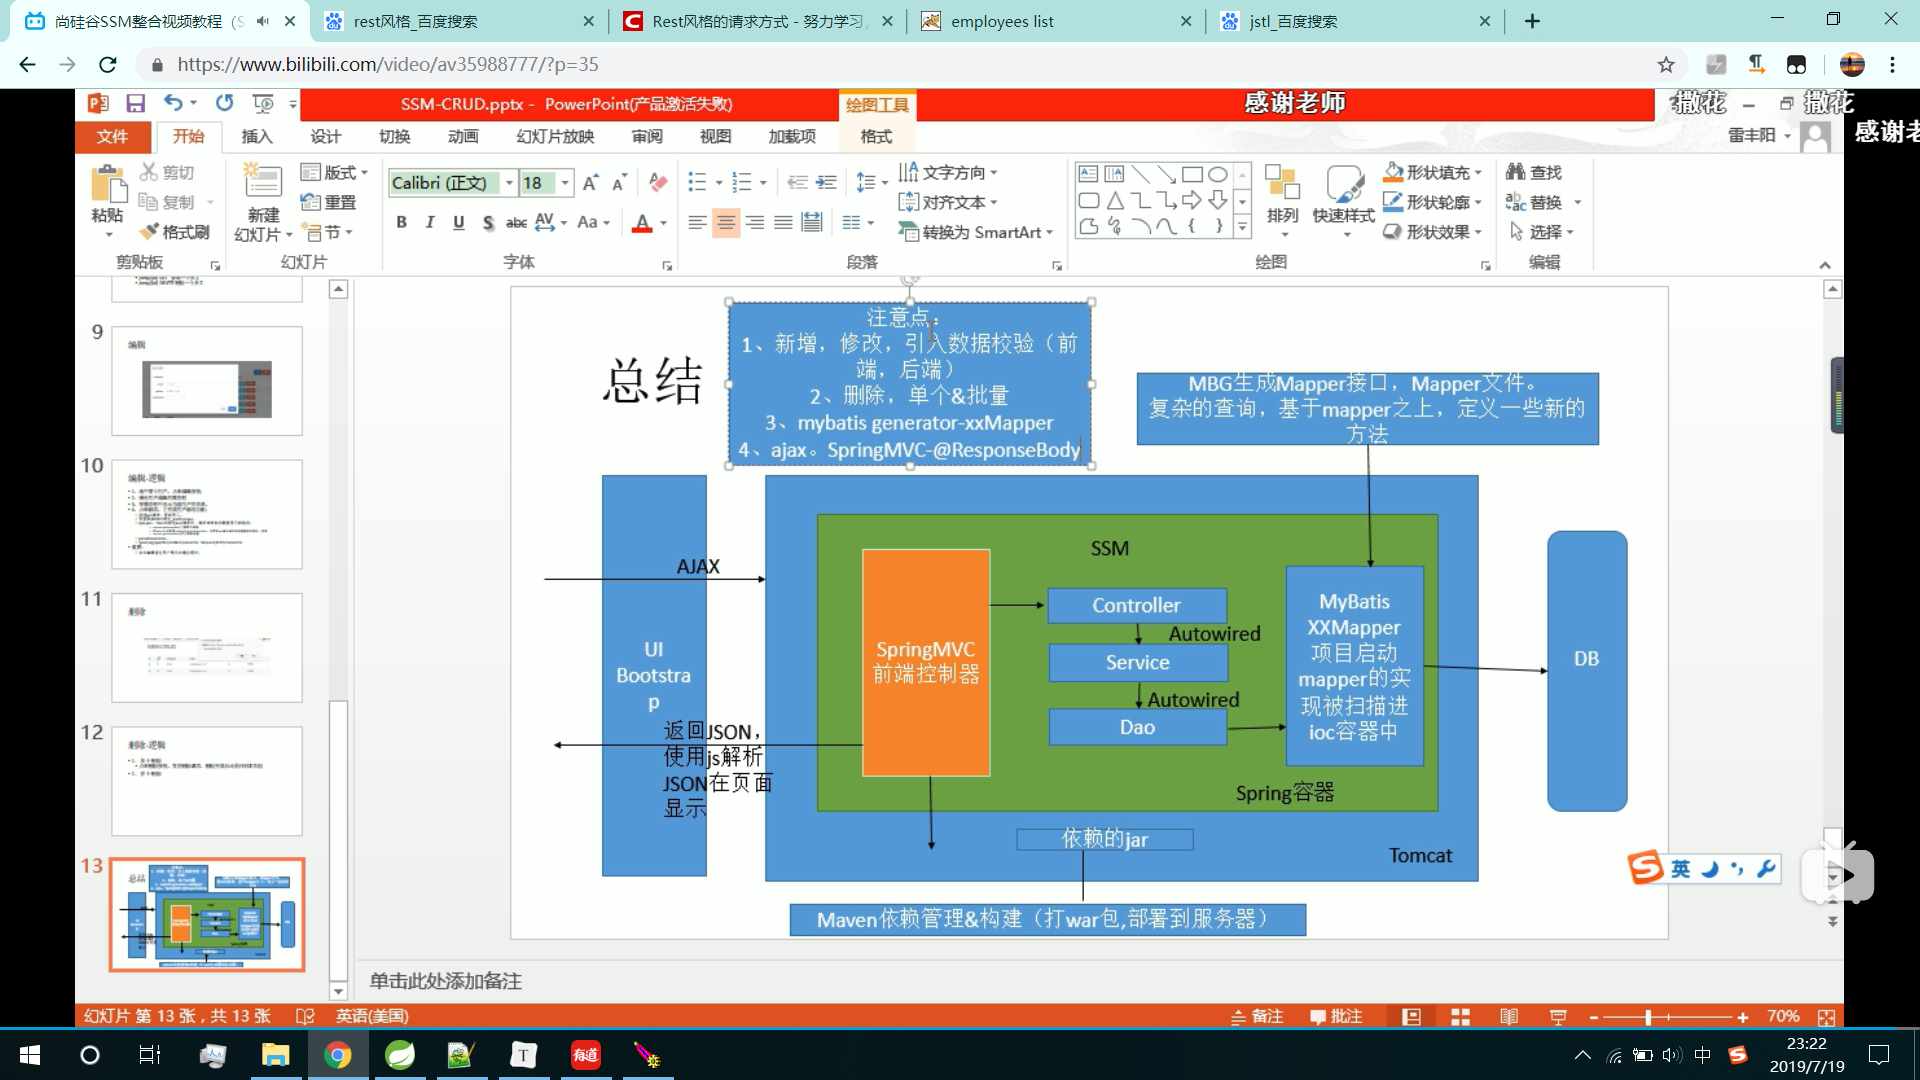 尚硅谷SSM整合视频教程（S
rest风格_百度搜索
Rest风格的请求方式 - 努力学习
employees list
jstl_百度搜索
https://www.bilibili.com/video/av35988777/?p=35
SSM-CRUD.pptx - PowerPoint(产品激活失败)
绘图工具
感谢老师
撒花
撒花
感谢老
文件
开始
插入
设计
切换
动画
幻灯片放映
审阅
视图
加载项
格式
雷丰阳
粘贴
剪切
复制
格式刷
剪贴板
新建
幻灯片
版式
重置
节
幻灯片
Calibri (正文)
18
字体
文字方向
对齐文本
转换为 SmartArt
段落
排列
快速样式
形状填充
形状轮廓
形状效果
绘图
查找
替换
选择
编辑
9
编辑
10
编辑-逻辑
11
删除
12
删除-逻辑
13
总结
总结
注意点：
1、新增，修改，引入数据校验（前
端，后端）
2、删除，单个&批量
3、mybatis generator-xxMapper
4、ajax。SpringMVC-@ResponseBody
MBG生成Mapper接口，Mapper文件。
复杂的查询，基于mapper之上，定义一些新的
方法
AJAX
UI
Bootstra
p
返回JSON，
使用js解析
JSON在页面
显示
SSM
SpringMVC
前端控制器
Controller
Autowired
Service
Autowired
Dao
MyBatis
XXMapper
项目启动
mapper的实
现被扫描进
ioc容器中
Spring容器
DB
依赖的jar
Tomcat
Maven依赖管理&构建（打war包,部署到服务器）
英
单击此处添加备注
幻灯片 第 13 张，共 13 张
英语(美国)
备注
批注
70%
有道
中
23:22
2019/7/19